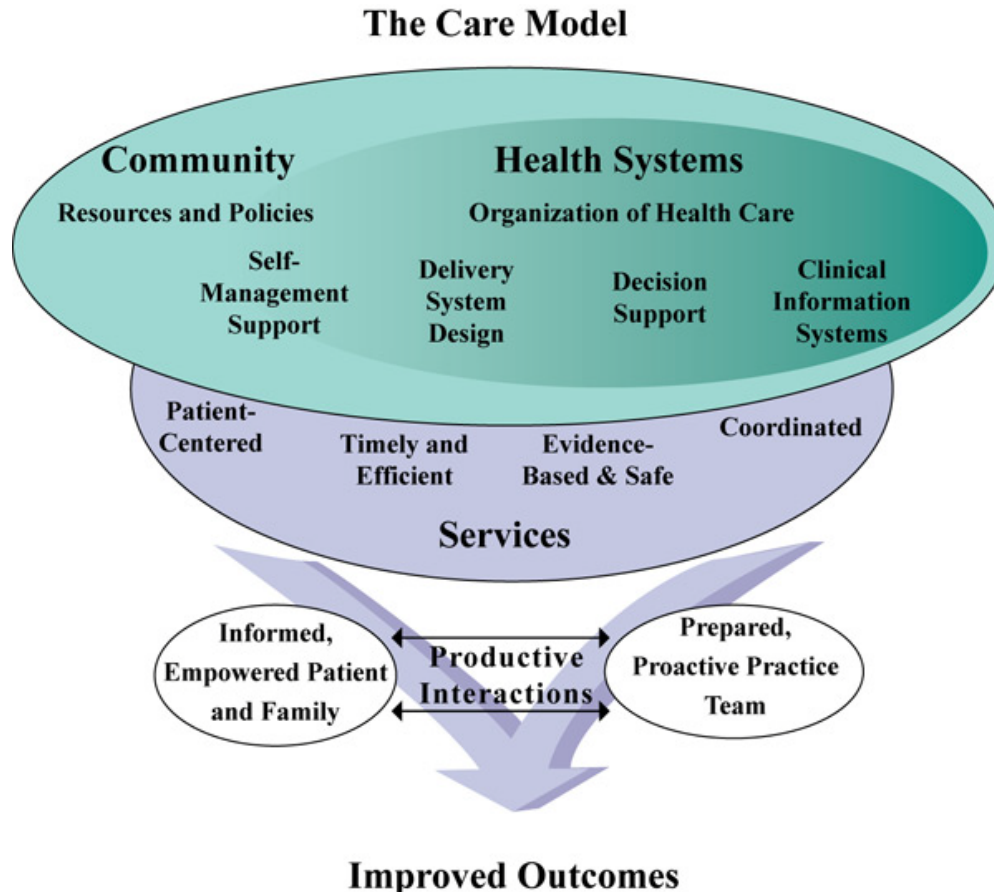 The Care Model
Community
Health Systems
Resources and Policies
Organization of Health Care
Self-
Management
Support
Delivery
System
Design
Decision
Support
Clinical
Information
Systems
Patient-
Centered
Timely and
Efficient
Evidence-
Based & Safe
Coordinated
Services
Informed,
Empowered Patient
and Family
Productive
Interactions
Prepared,
Proactive Practice
Team
Improved Outcomes